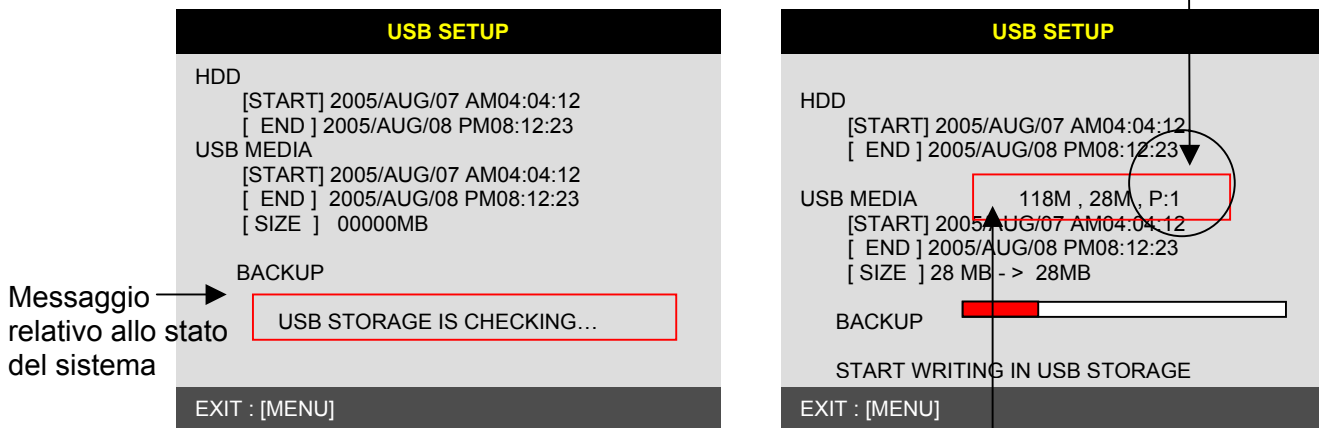 USB SETUP
HDD
[START] 2005/AUG/07 AM04:04:12
[ END ] 2005/AUG/08 PM08:12:23
USB MEDIA
[START] 2005/AUG/07 AM04:04:12
[ END ] 2005/AUG/08 PM08:12:23
[ SIZE ] 00000MB
BACKUP
USB STORAGE IS CHECKING…
EXIT : [MENU]
Messaggio
relativo allo stato
del sistema
USB SETUP
HDD
[START] 2005/AUG/07 AM04:04:12
[ END ] 2005/AUG/08 PM08:12:23
USB MEDIA 118M , 28M , P:1
[START] 2005/AUG/07 AM04:04:12
[ END ] 2005/AUG/08 PM08:12:23
[ SIZE ] 28 MB - > 28MB
BACKUP
START WRITING IN USB STORAGE
EXIT : [MENU]